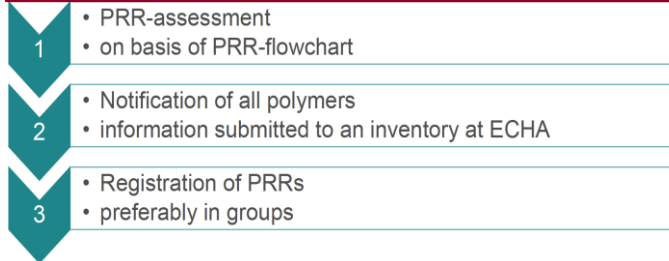 1
• PRR-assessment
• on basis of PRR-flowchart
2
• Notification of all polymers
• information submitted to an inventory at ECHA
3
• Registration of PRRs
• preferably in groups